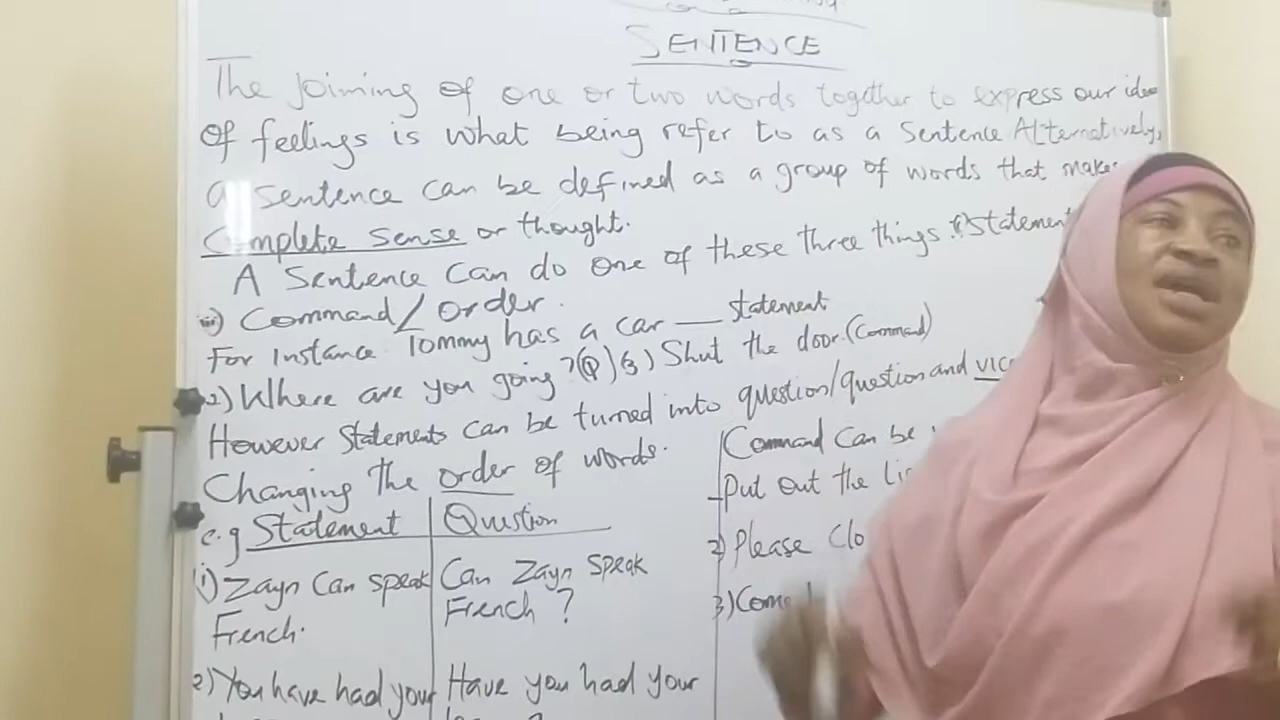 SENTENCE
The Joining of one or two words together to express our idea
of feelings is what being refer to as a Sentence Alternatively,
a sentence can be defined as a group of words that makes
Complete sense or thought.
A Sentence Can do one of these three things Statement
iii) Command/Order.
For Instance Tommy has a car — statement
2) Where are you going ?(Q) 3) Shut the door.(Command)
However Statements can be turned into question/question and
Changing the order of words.
e.g Statement Question
i) Zayn Can speak
French.
Can Zayn speak
French ?
2) You have had your
Have you had your
Command Can be
- Put out the
2) Please
3) Come